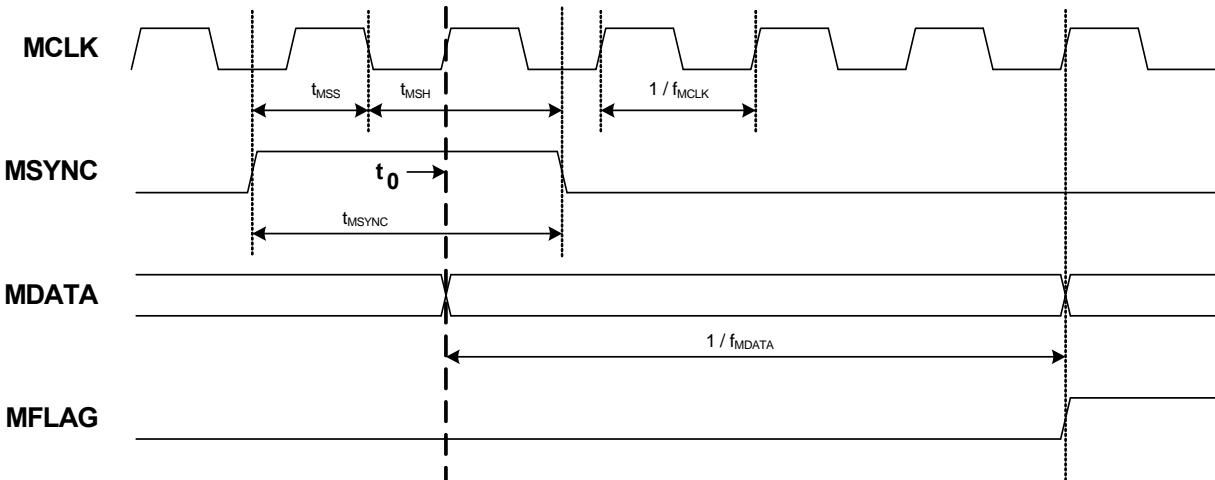 MCLK
tMSS
tMSH
1 / fMCLK
MSYNC
t0
tMSYNC
MDATA
1 / fMDATA
MFLAG